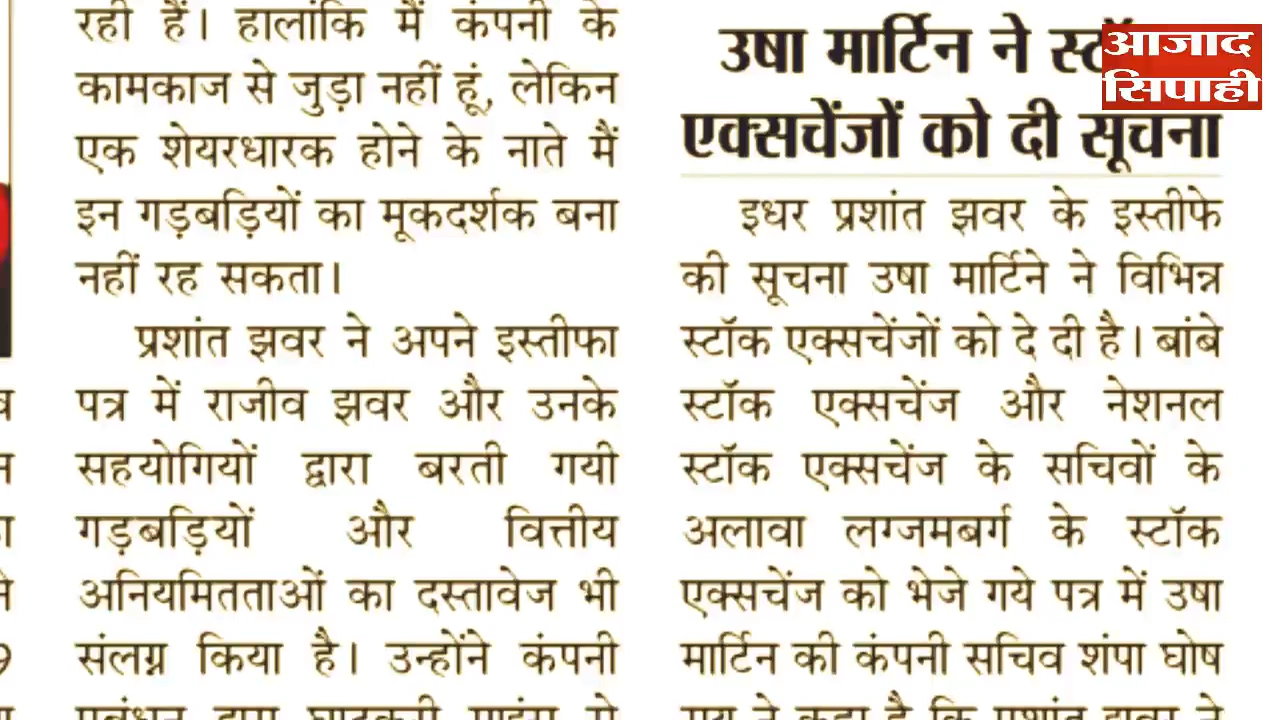 रही हैं। हालांकि मैं कंपनी के
कामकाज से जुड़ा नहीं हूं, लेकिन
एक शेयरधारक होने के नाते मैं
इन गड़बड़ियों का मूकदर्शक बना
नहीं रह सकता।
प्रशांत झवर ने अपने इस्तीफा
पत्र में राजीव झवर और उनके
सहयोगियों द्वारा बरती गयी
गड़बड़ियों और वित्तीय
अनियमितताओं का दस्तावेज भी
संलग्न किया है। उन्होंने कंपनी
उषा मार्टिन ने
एक्सचेंजों को दी सूचना
इधर प्रशांत झवर के इस्तीफे
की सूचना उषा मार्टिने ने विभिन्न
स्टॉक एक्सचेंजों को दे दी है। बांबे
स्टॉक एक्सचेंज और नेशनल
स्टॉक एक्सचेंज के सचिवों के
अलावा लग्जमबर्ग के स्टॉक
एक्सचेंज को भेजे गये पत्र में उषा
मार्टिन की कंपनी सचिव शंपा घोष
ने कहा है कि प्रशांत झवर ने
आजाद
सिपाही